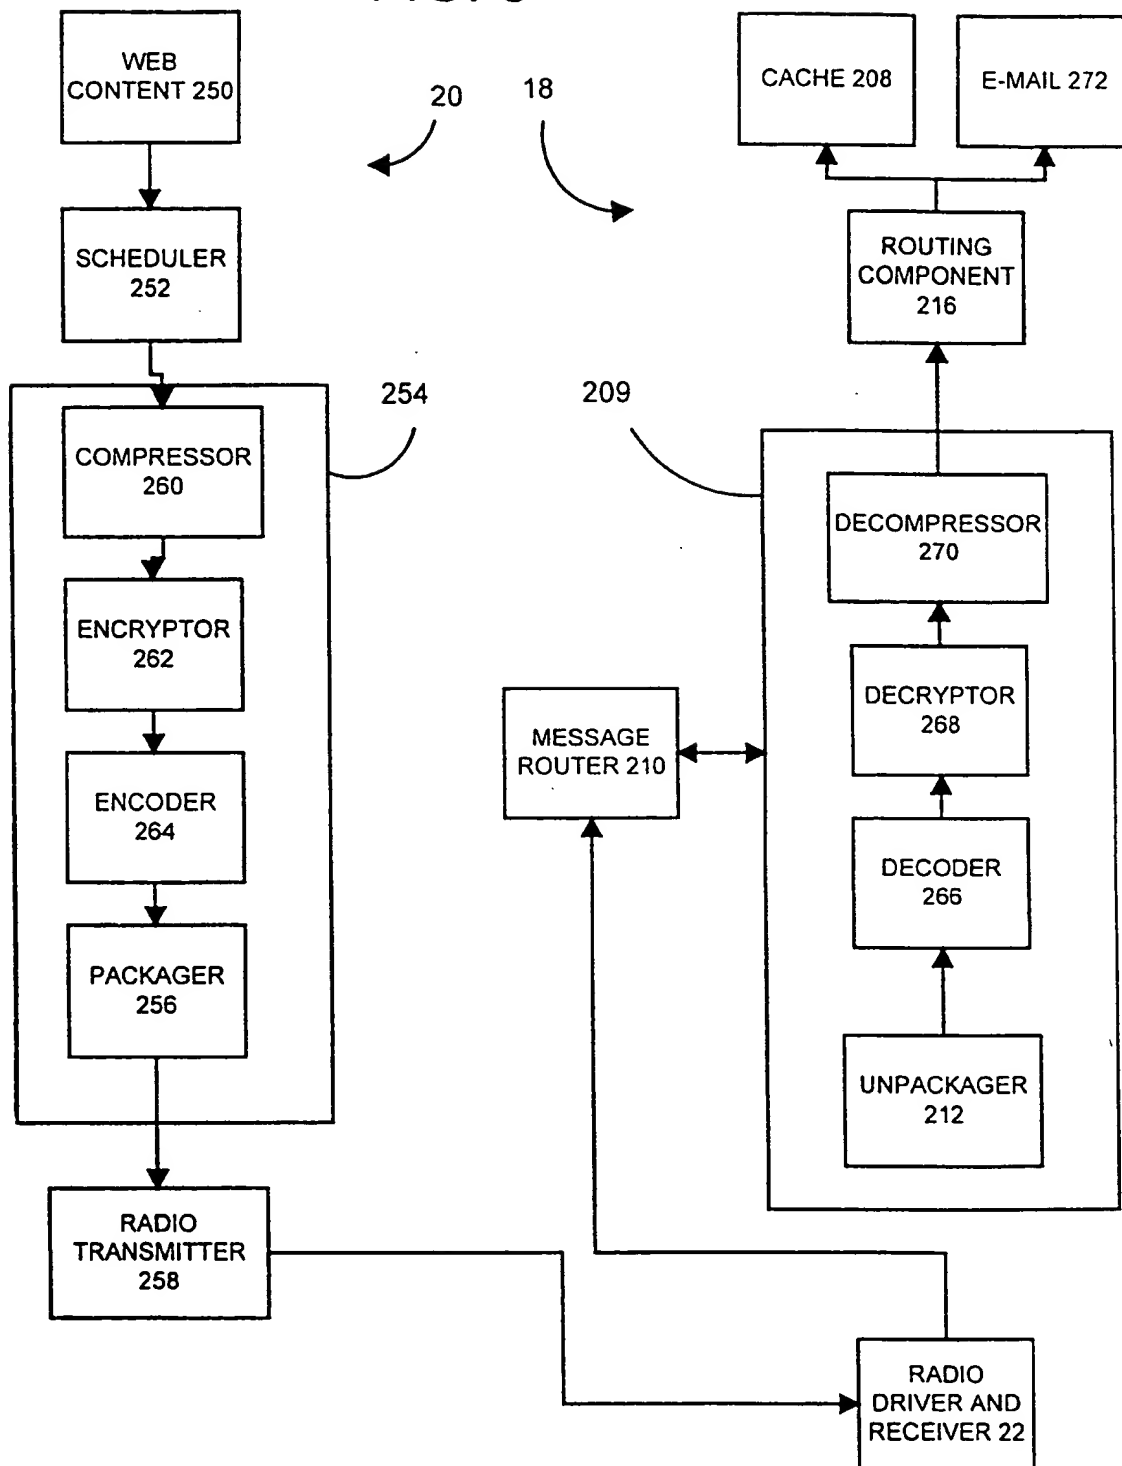 WEB
CONTENT 250
20
18
CACHE 208
E-MAIL 272
SCHEDULER
252
ROUTING
COMPONENT
216
254
209
COMPRESSOR
260
DECOMPRESSOR
270
ENCRYPTOR
262
DECRYPTOR
268
MESSAGE
ROUTER 210
ENCODER
264
DECODER
266
PACKAGER
256
UNPACKAGER
212
RADIO
TRANSMITTER
258
RADIO
DRIVER AND
RECEIVER 22